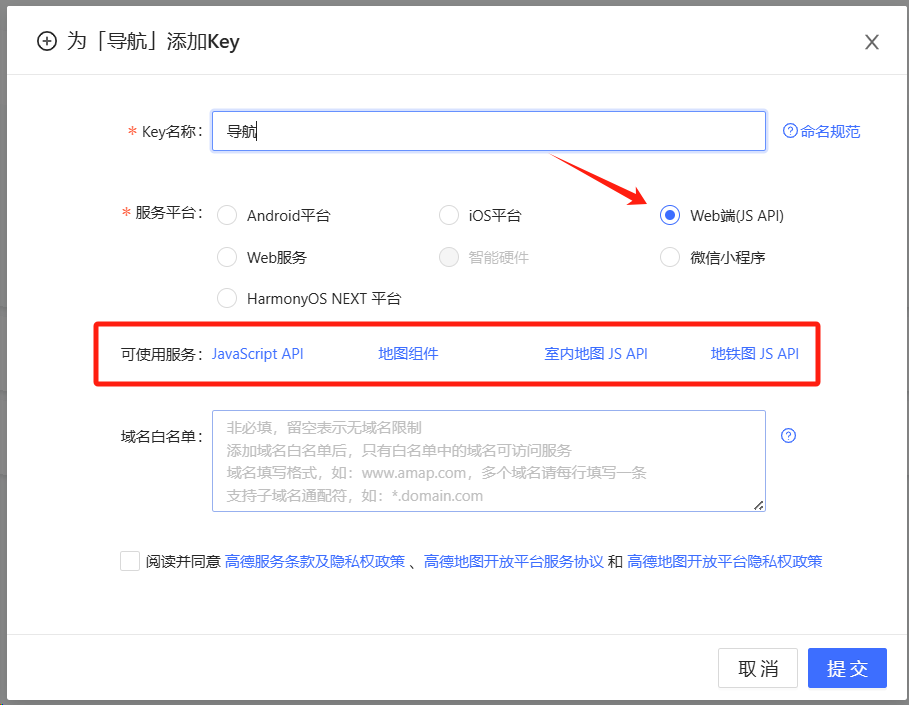 为「导航」添加Key
* Key名称: 导航 命名规范
* 服务平台: Android平台 iOS平台 Web端(JS API)
Web服务 智能硬件 微信小程序
HarmonyOS NEXT 平台
可使用服务: JavaScript API 地图组件 室内地图 JS API 地铁图 JS API
域名白名单: 非必填，留空表示无域名限制
添加域名白名单后，只有白名单中的域名可访问服务
域名填写格式，如：www.amap.com，多个域名请每行填写一条
支持子域名通配符，如：*.domain.com
阅读并同意 高德服务条款及隐私权政策 、高德地图开放平台服务协议 和 高德地图开放平台隐私权政策
取消 提交